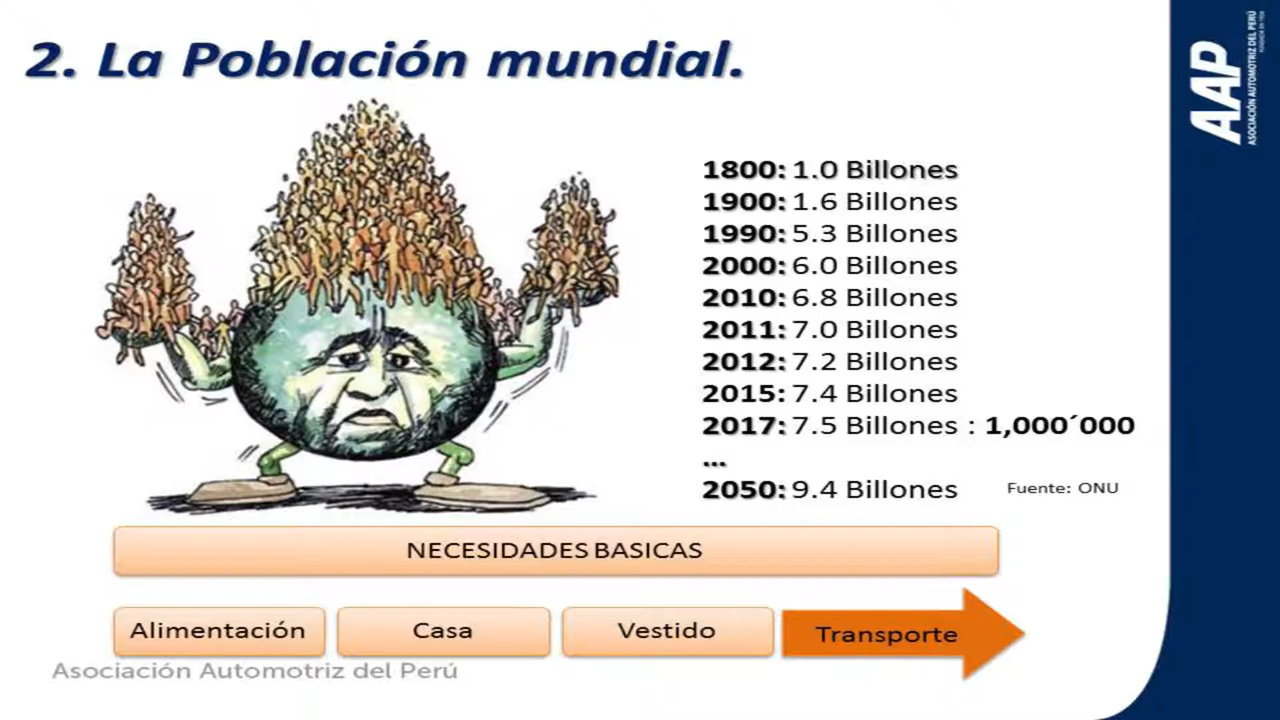 2. La Población mundial.
AAP
ASOCIACIÓN AUTOMOTRIZ DEL PERÚ
1800: 1.0 Billones
1900: 1.6 Billones
1990: 5.3 Billones
2000: 6.0 Billones
2010: 6.8 Billones
2011: 7.0 Billones
2012: 7.2 Billones
2015: 7.4 Billones
2017: 7.5 Billones : 1,000´000
...
2050: 9.4 Billones
Fuente: ONU
NECESIDADES BASICAS
Alimentación
Casa
Vestido
Transporte
Asociación Automotriz del Perú